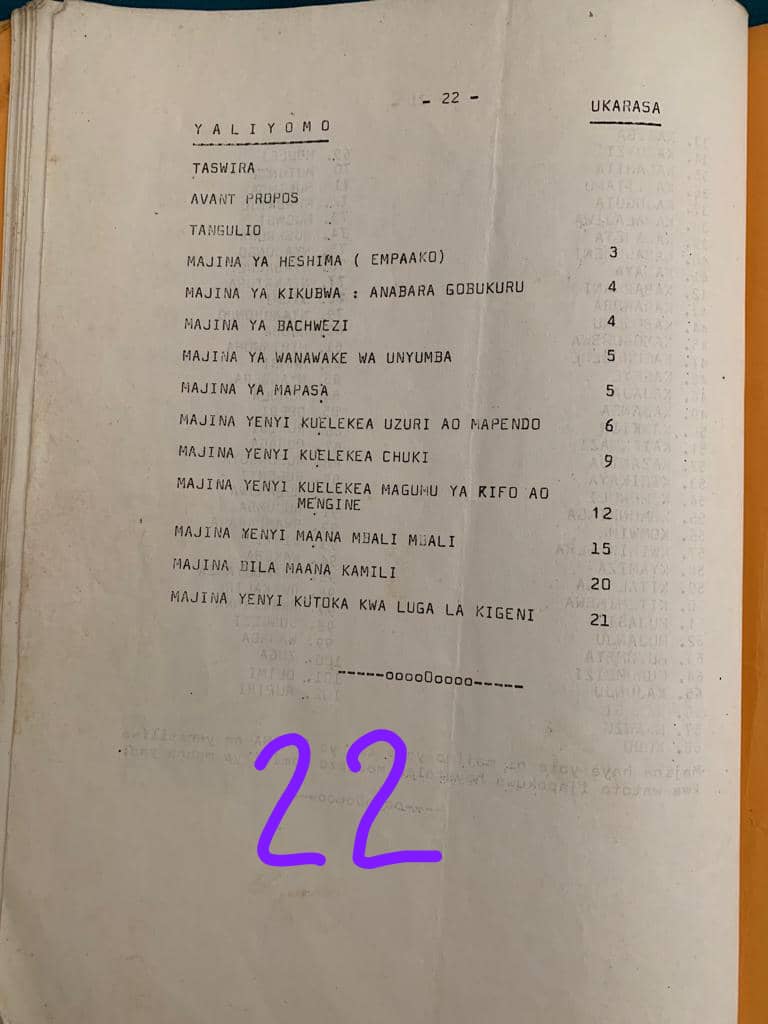 - 22 -
UKARASA
Y A L I Y O M O
TASWIRA
AVANT PROPOS
TANGULIO
MAJINA YA HESHIMA ( EMPAAKO) 3
MAJINA YA KIKUBWA : ANABARA GOBUKURU 4
MAJINA YA BACHWEZI 4
MAJINA YA WANAWAKE WA UNYUMBA 5
MAJINA YA MAPASA 5
MAJINA YENYI KUELEKEA UZURI AO MAPENDO 6
MAJINA YENYI KUELEKEA CHUKI 9
MAJINA YENYI KUELEKEA MAGUMU YA KIFO AO
MENGINE 12
MAJINA YENYI MAANA MBALI MBALI 15
MAJINA BILA MAANA KAMILI 20
MAJINA YENYI KUTOKA KWA LUGA LA KIGENI 21
-----ooooOoooo-----
22